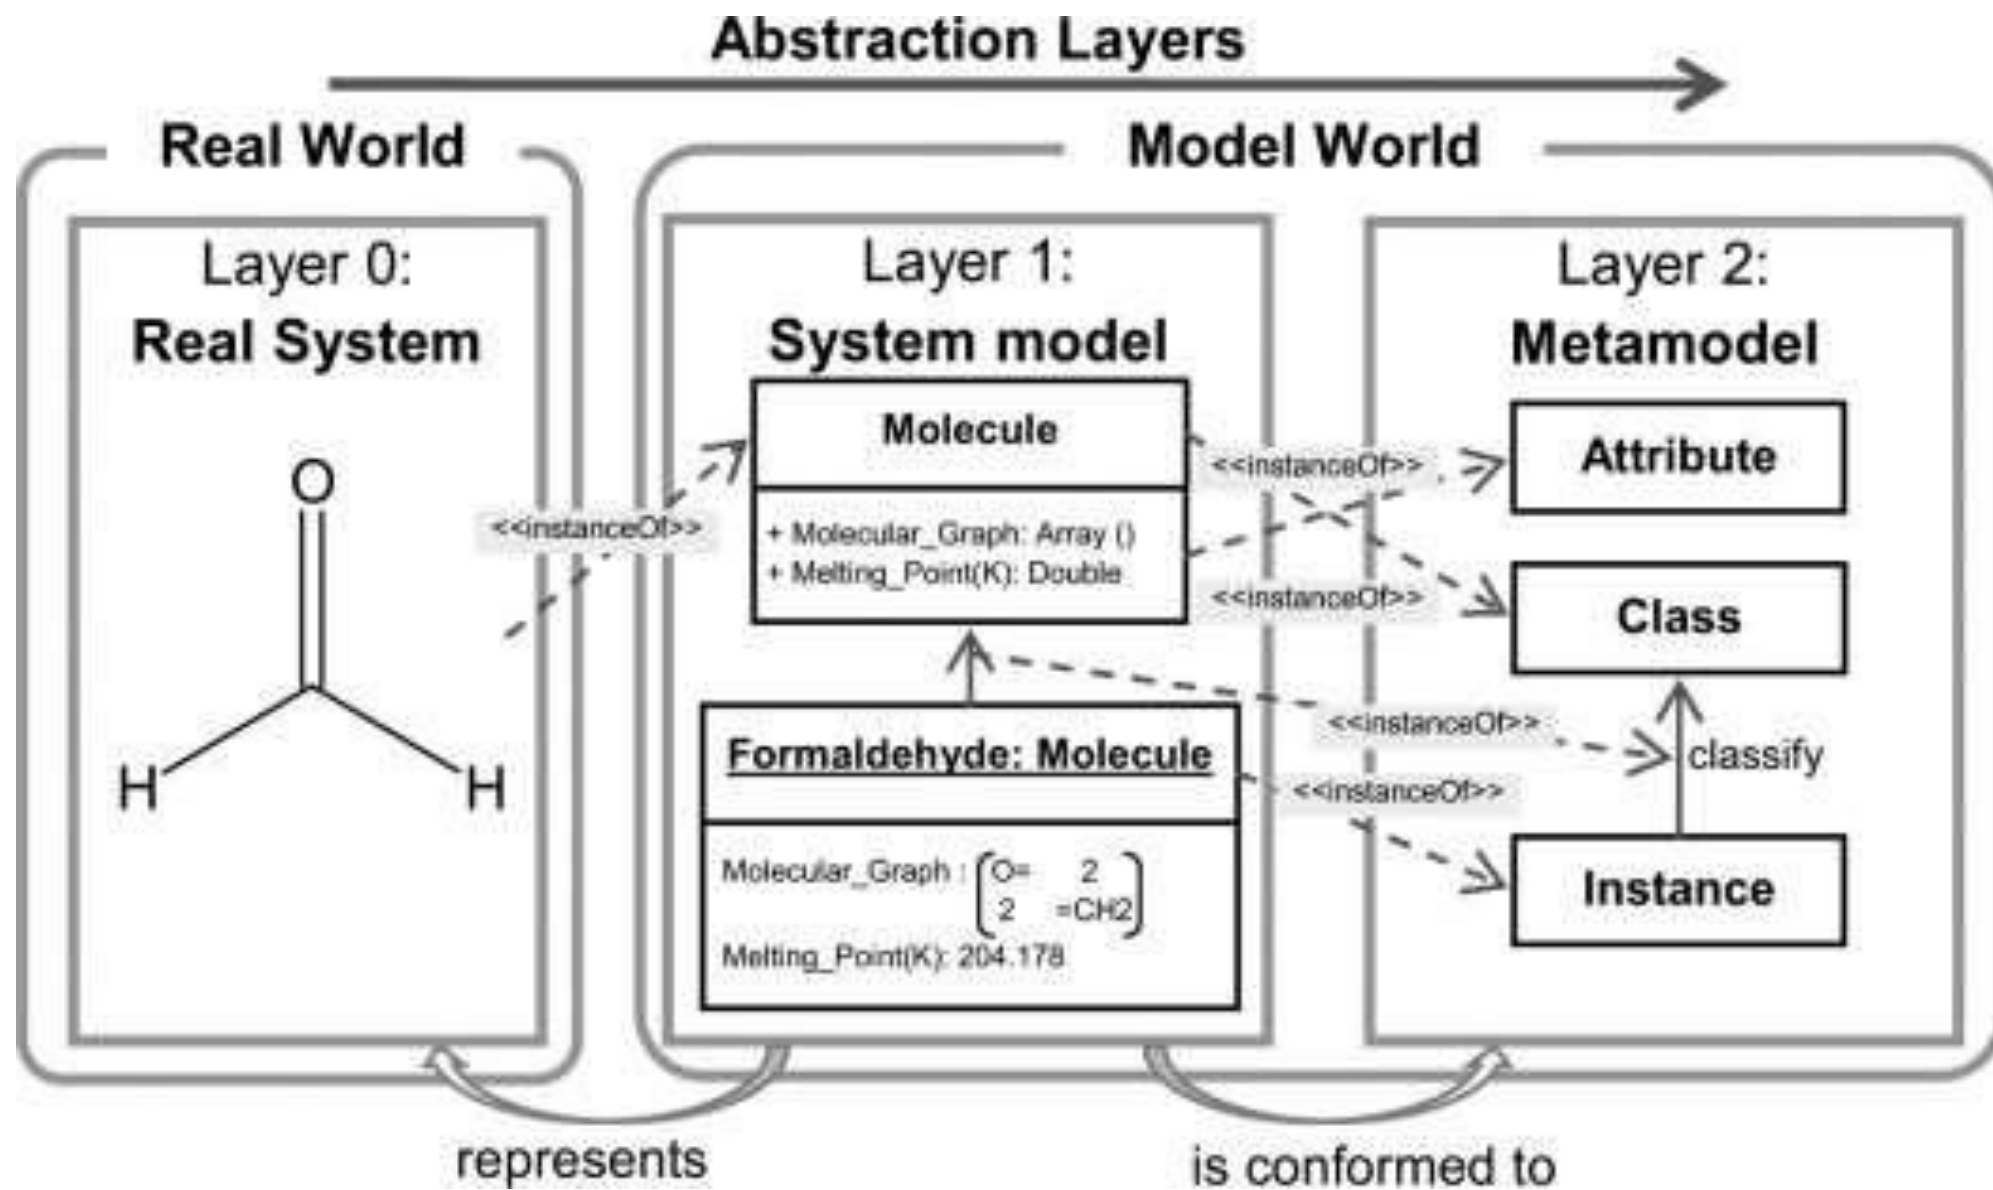 Abstraction Layers
Real World
Model World
Layer 0:
Real System
O
H
H
<<instanceOf>>
Layer 1:
System model
Molecule
+ Molecular_Graph: Array ()
+ Melting_Point(K): Double
Formaldehyde: Molecule
Molecular_Graph : O= 2
2 =CH2
Melting_Point(K): 204.178
<<instanceOf>>
<<instanceOf>>
<<instanceOf>>
<<instanceOf>>
Layer 2:
Metamodel
Attribute
Class
classify
Instance
represents
is conformed to